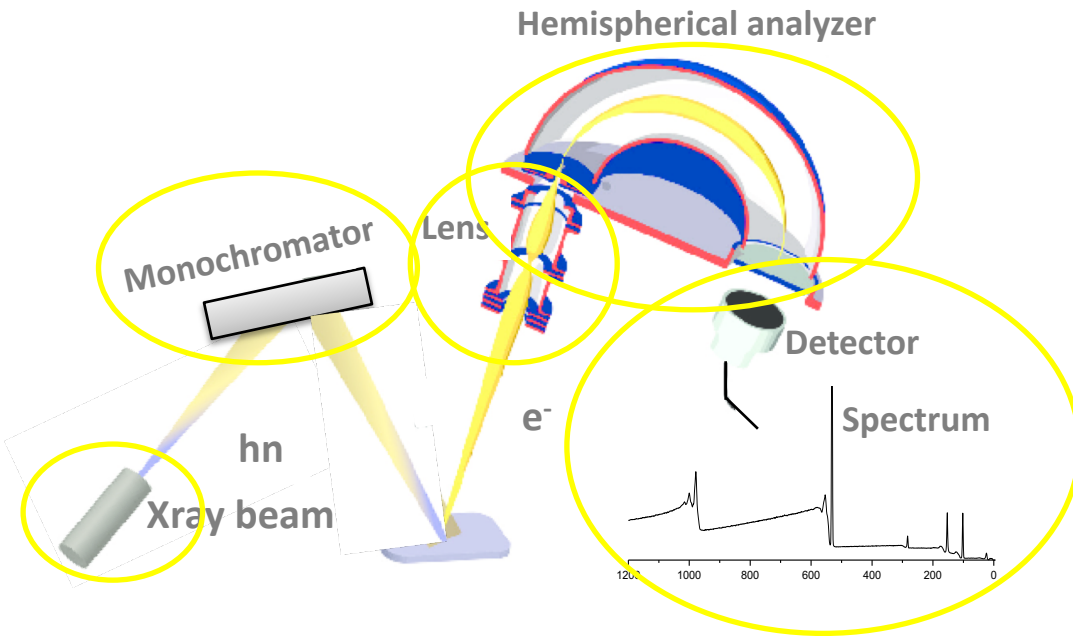 Hemispherical analyzer
Lens
Monochromator
Detector
e-
Spectrum
hn
Xray beam
1200 1000 800 600 400 200 0